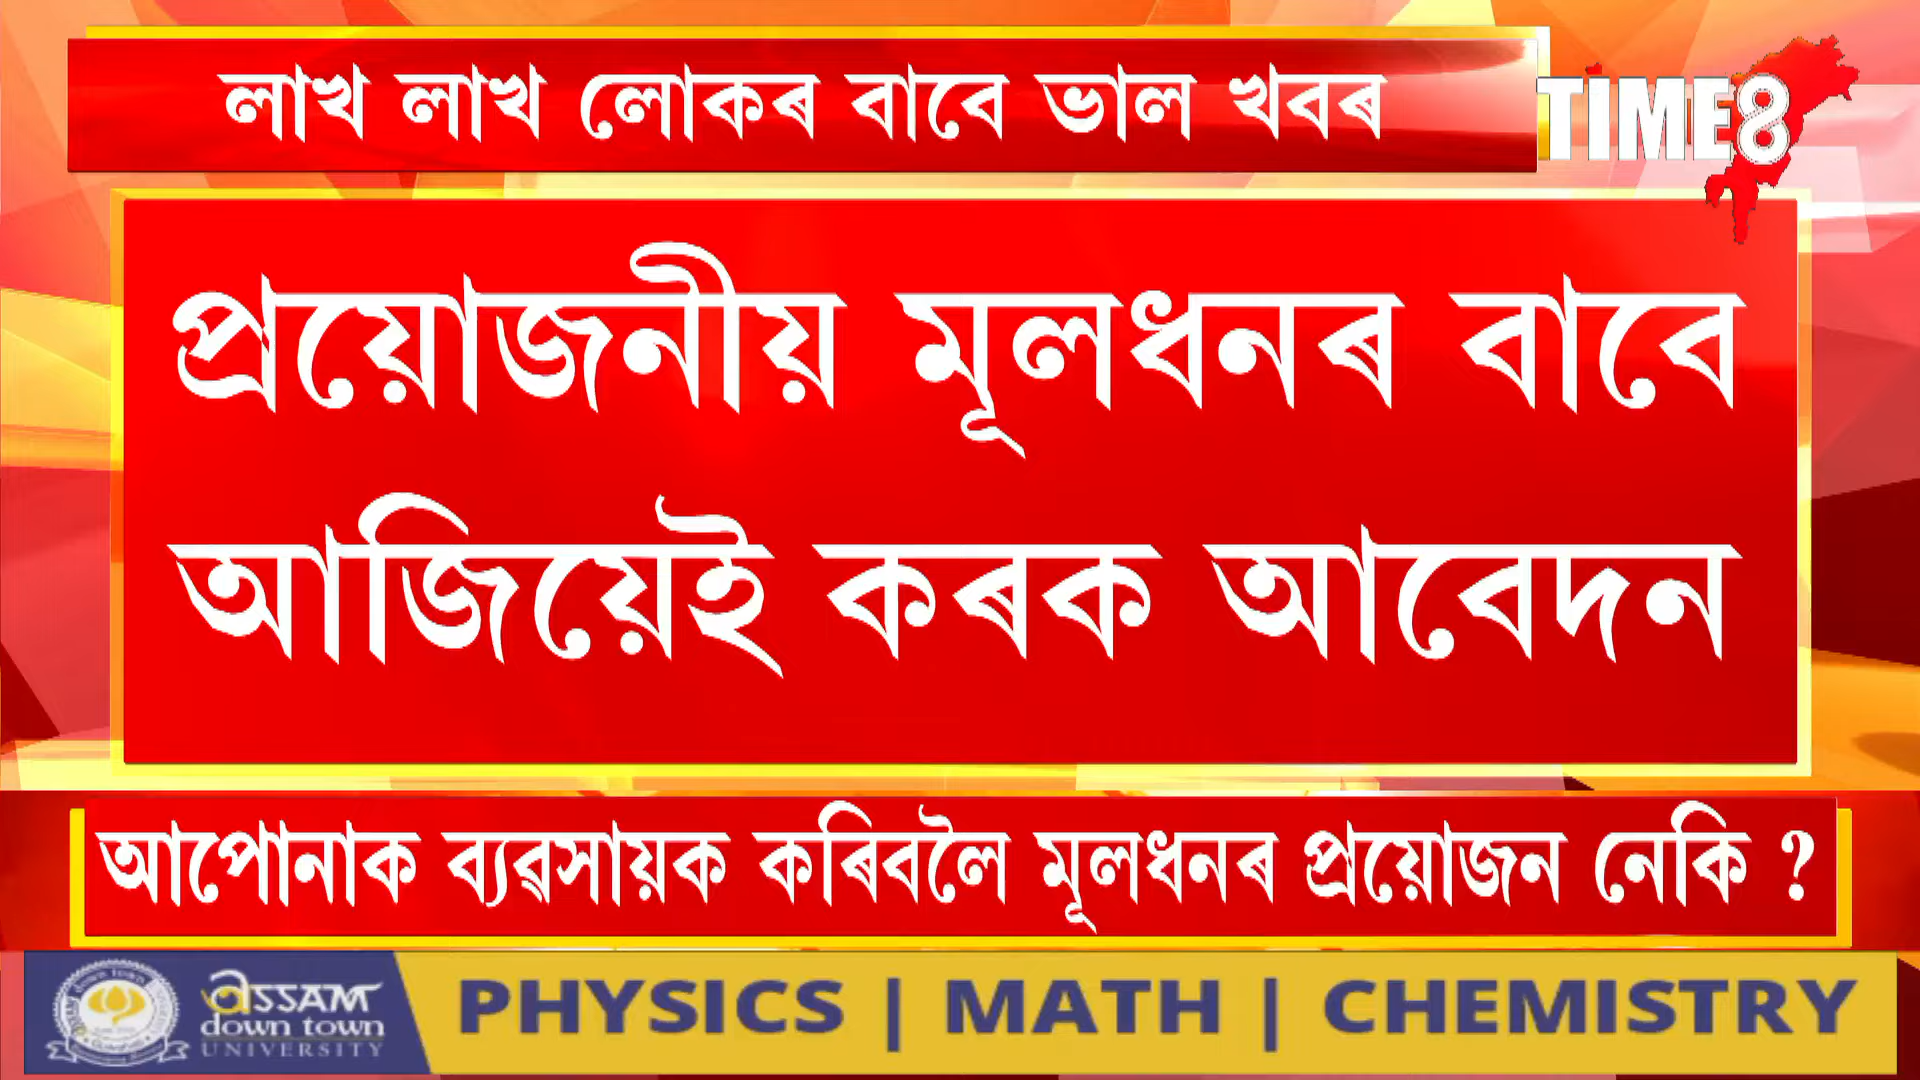 লাখ লাখ লোকৰ বাবে ভাল খবৰ
TIME8
প্ৰয়োজনীয় মূলধনৰ বাবে
আজিয়েই কৰক আবেদন
আপোনাক ব্যৱসায়ক কৰিবলৈ মূলধনৰ প্ৰয়োজন নেকি ?
ASSAM
down town
UNIVERSITY
PHYSICS | MATH | CHEMISTRY